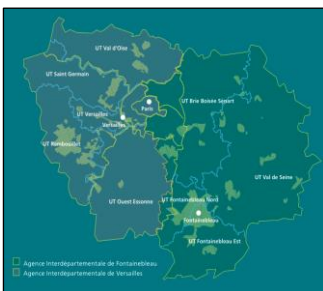 UT Val d'Oise
UT Saint Germain
Paris
UT Brie Boisée Sénart
UT Versailles
Versailles
UT Rambouillet
UT Val de Seine
UT Ouest Essonne
UT Fontainebleau Nord
Fontainebleau
UT Fontainebleau Est
Agence Interdépartementale de Fontainebleau
Agence Interdépartementale de Versailles